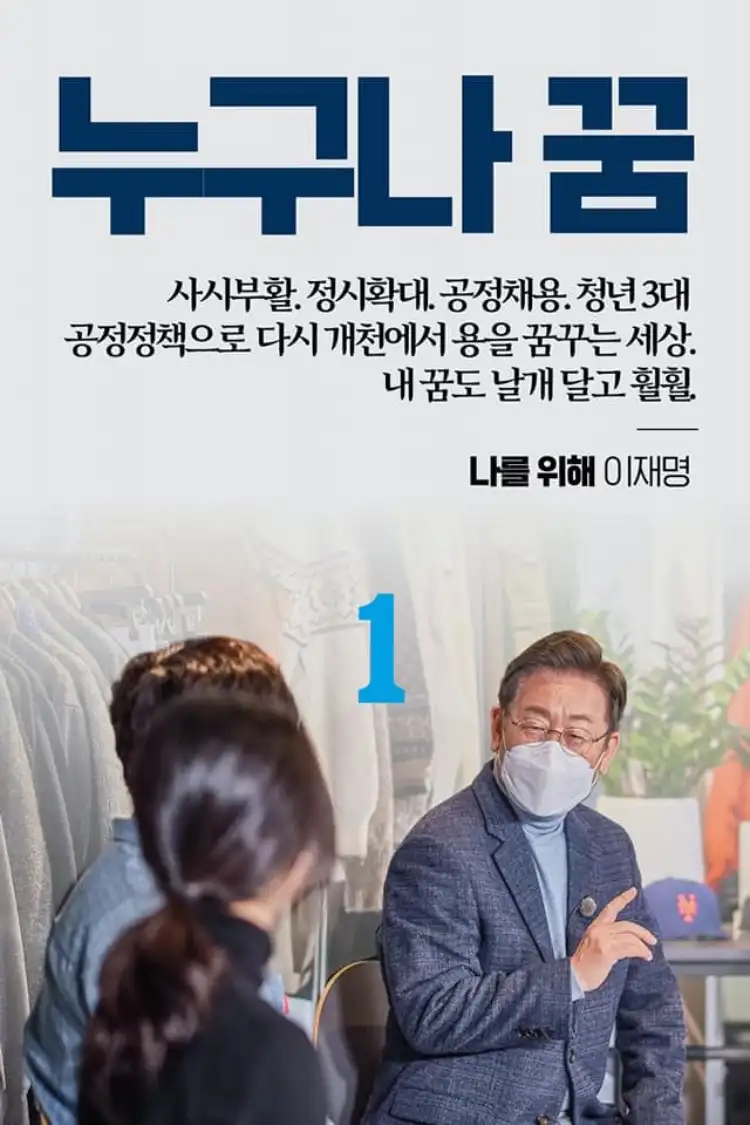 누구나 꿈
사시부활. 정시확대. 공정채용. 청년 3대
공정정책으로 다시 개천에서 용을 꿈꾸는 세상.
내 꿈도 날개 달고 훨훨.
나를 위해 이재명
1
NY